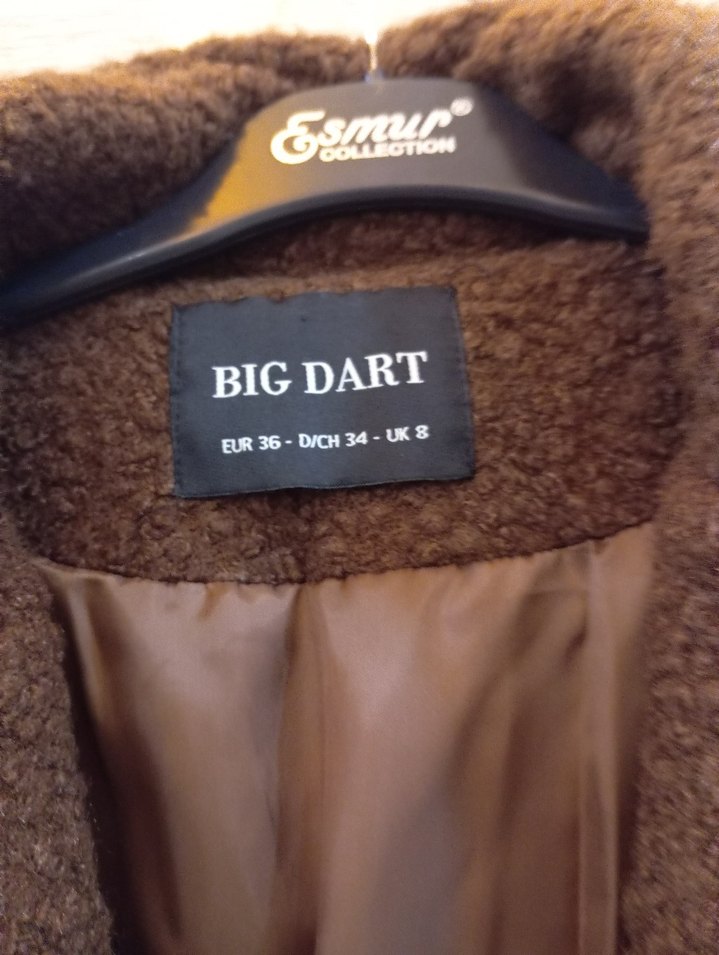 Esmur®
COLLECTION
BIG DART
EUR 36 - D/CH 34 - UK 8